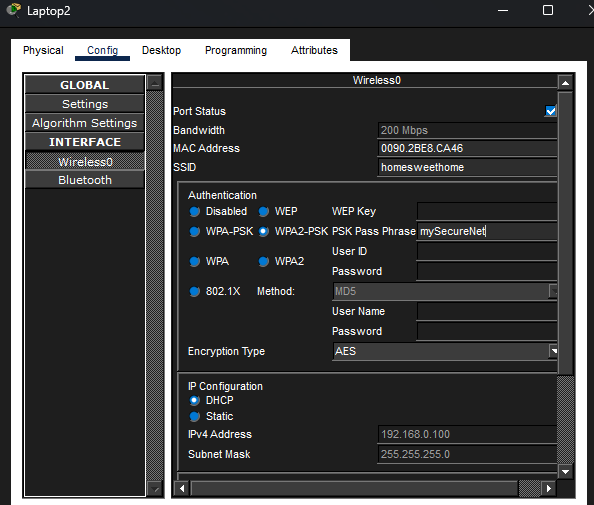 Laptop2
Physical Config Desktop Programming Attributes
GLOBAL
Settings
Algorithm Settings
INTERFACE
Wireless0
Bluetooth
Wireless0
Port Status
Bandwidth 200 Mbps
MAC Address 0090.2BE8.CA46
SSID homesweethome
Authentication
Disabled WEP WEP Key
WPA-PSK WPA2-PSK PSK Pass Phrase mySecureNet
User ID
WPA WPA2
Password
802.1X Method: MD5
User Name
Password
Encryption Type AES
IP Configuration
DHCP
Static
IPv4 Address 192.168.0.100
Subnet Mask 255.255.255.0